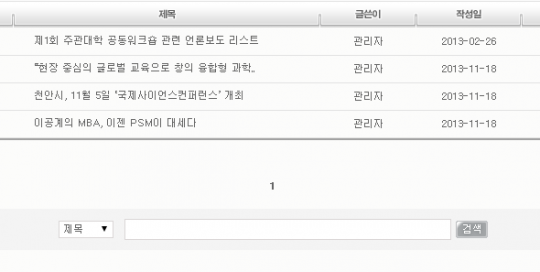 제목 글쓴이 작성일
제1회 주관대학 공동워크숍 관련 언론보도 리스트 관리자 2013-02-26
"현장 중심의 글로벌 교육으로 창의 융합형 과학.. 관리자 2013-11-18
천안시, 11월 5일 '국제사이언스컨퍼런스' 개최 관리자 2013-11-18
이공계의 MBA, 이젠 PSM이 대세다 관리자 2013-11-18
1
제목 ▼ 검색